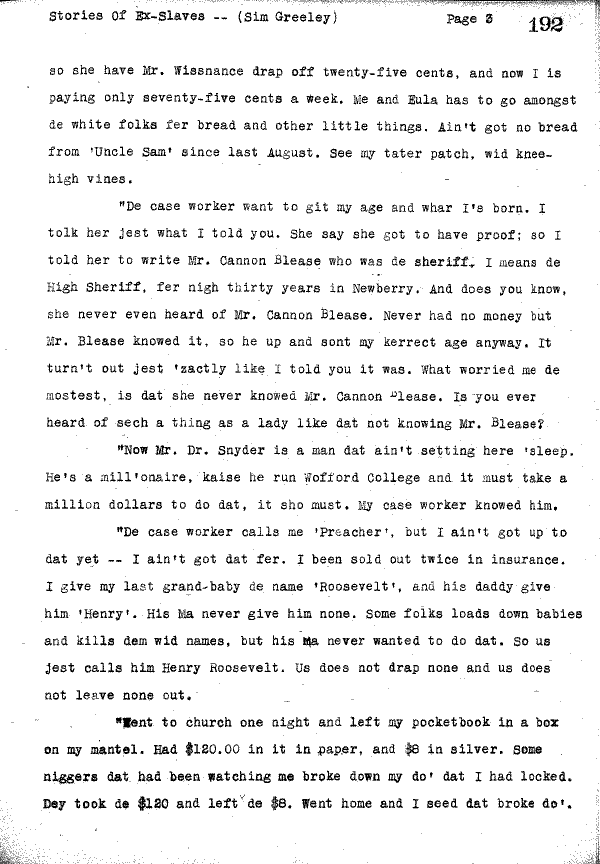 Stories Of Ex-Slaves -- (Sim Greeley) Page 3 192
so she have Mr. Wissnance drap off twenty-five cents, and now I is
paying only seventy-five cents a week. Me and Eula has to go amongst
de white folks fer bread and other little things. Ain't got no bread
from 'Uncle Sam' since last August. See my tater patch, wid knee-
high vines.
"De case worker want to git my age and whar I's born. I
tolk her jest what I told you. She say she got to have proof; so I
told her to write Mr. Cannon Blease who was de sheriff, I means de
High Sheriff, fer nigh thirty years in Newberry. And does you know,
she never even heard of Mr. Cannon Blease. Never had no money but
Mr. Blease knowed it, so he up and sont my kerrect age anyway. It
turn't out jest 'zactly like I told you it was. What worried me de
mostest, is dat she never knowed Mr. Cannon Blease. Is you ever
heard of sech a thing as a lady like dat not knowing Mr. Blease?
"Now Mr. Dr. Snyder is a man dat ain't setting here 'sleep.
He's a mill'onaire, kaise he run Wofford College and it must take a
million dollars to do dat, it sho must. My case worker knowed him.
"De case worker calls me 'Preacher', but I ain't got up to
dat yet -- I ain't got dat fer. I been sold out twice in insurance.
I give my last grand-baby de name 'Roosevelt', and his daddy give
him 'Henry'. His Ma never give him none. Some folks loads down babies
and kills dem wid names, but his Ma never wanted to do dat. So us
jest calls him Henry Roosevelt. Us does not drap none and us does
not leave none out.
"Went to church one night and left my pocketbook in a box
on my mantel. Had $120.00 in it in paper, and $8 in silver. Some
niggers dat had been watching me broke down my do' dat I had locked.
Dey took de $120 and left de $8. Went home and I seed dat broke do'.